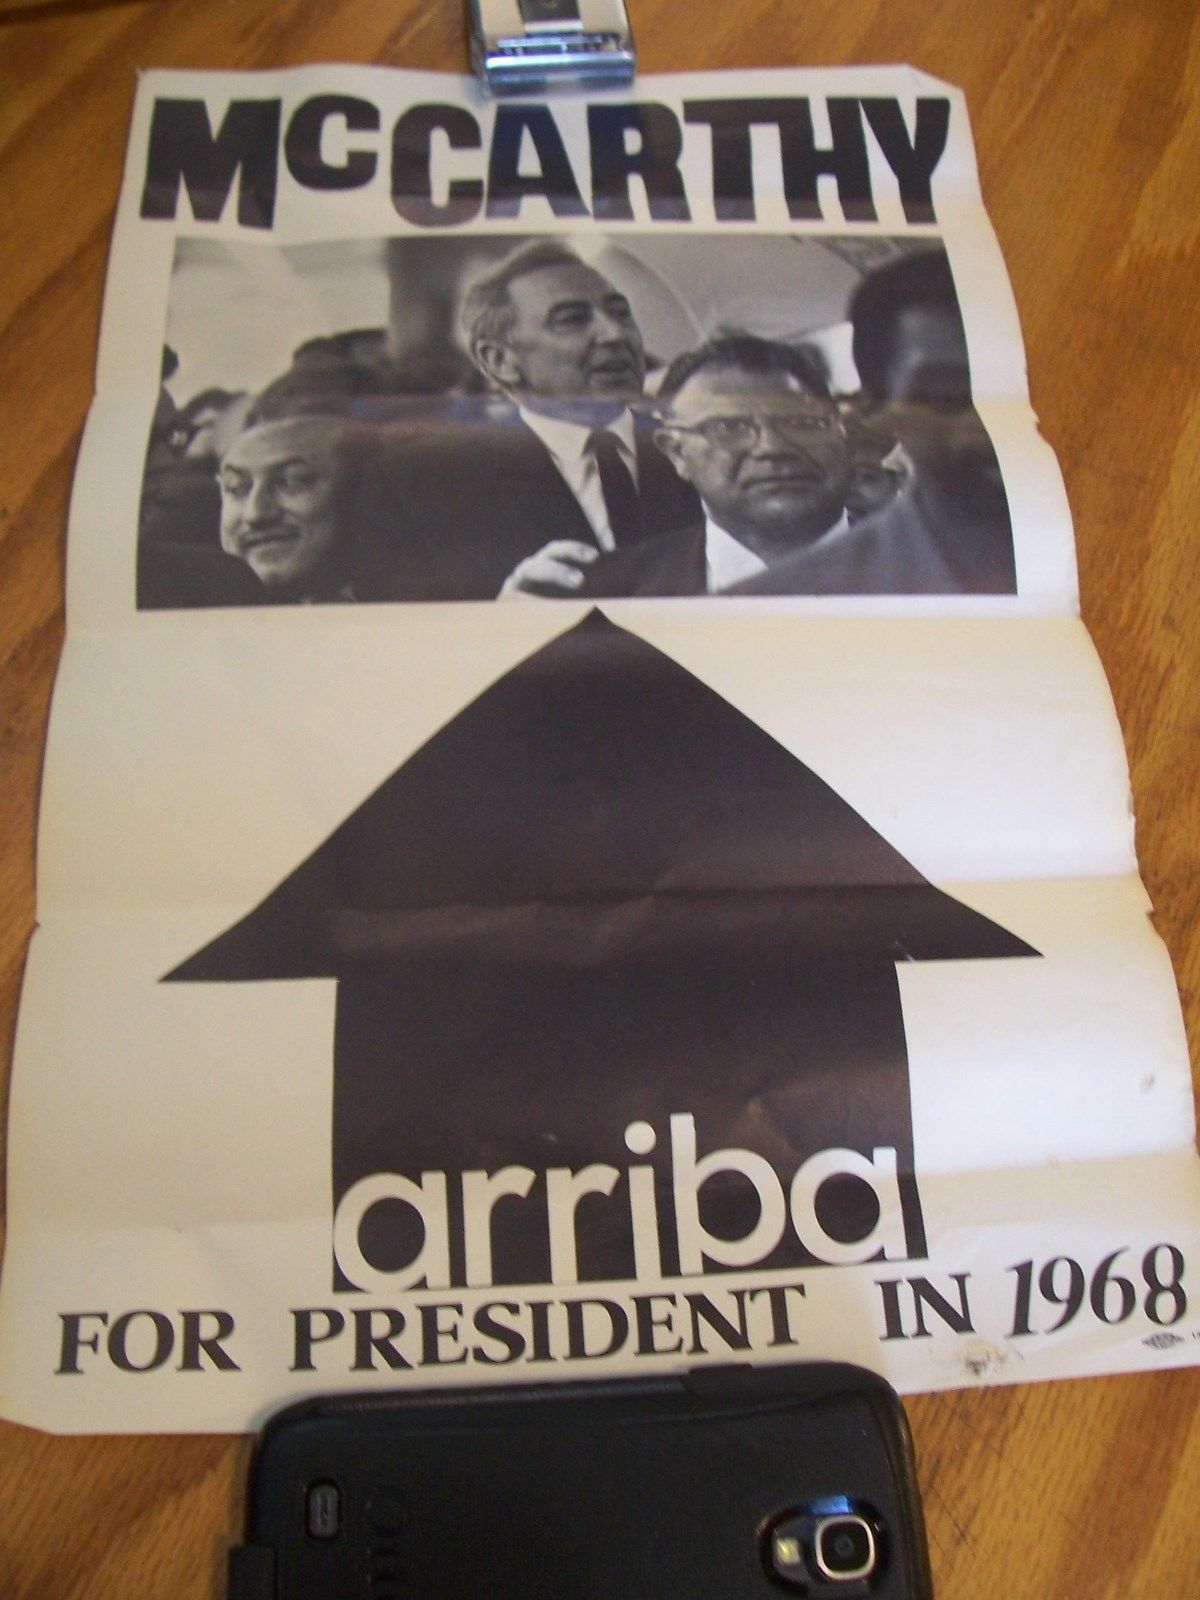 McCARTHY
arriba
FOR PRESIDENT IN 1968